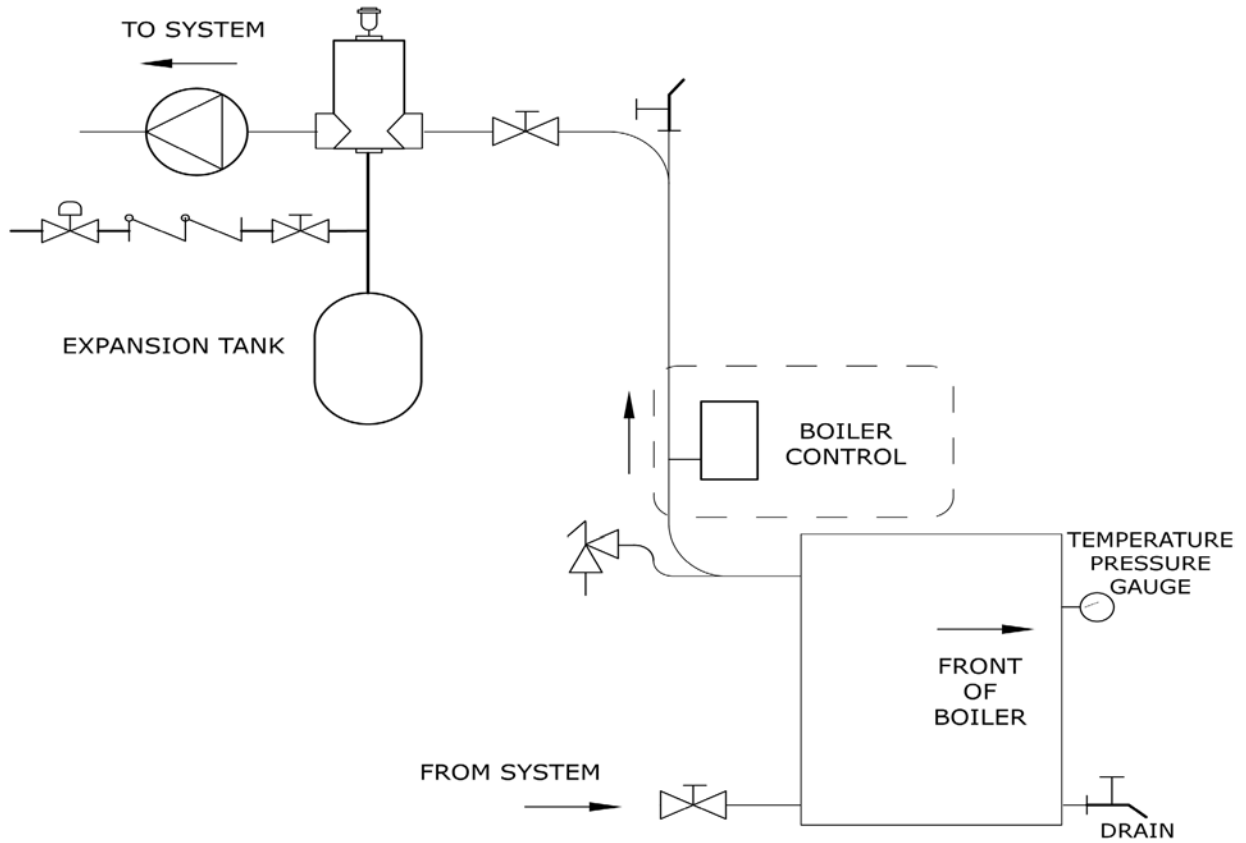 TO SYSTEM
EXPANSION TANK
BOILER
CONTROL
TEMPERATURE
PRESSURE
GAUGE
FRONT
OF
BOILER
FROM SYSTEM
DRAIN